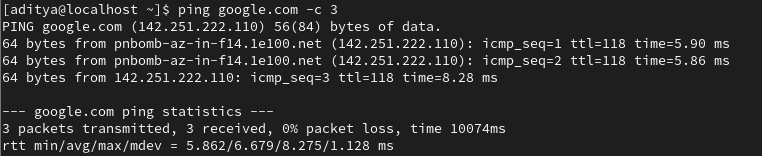 [aditya@localhost ~]$ ping google.com -c 3
PING google.com (142.251.222.110) 56(84) bytes of data.
64 bytes from pnbomb-az-in-f14.1e100.net (142.251.222.110): icmp_seq=1 ttl=118 time=5.90 ms
64 bytes from pnbomb-az-in-f14.1e100.net (142.251.222.110): icmp_seq=2 ttl=118 time=5.86 ms
64 bytes from 142.251.222.110: icmp_seq=3 ttl=118 time=8.28 ms

--- google.com ping statistics ---
3 packets transmitted, 3 received, 0% packet loss, time 10074ms
rtt min/avg/max/mdev = 5.862/6.679/8.275/1.128 ms